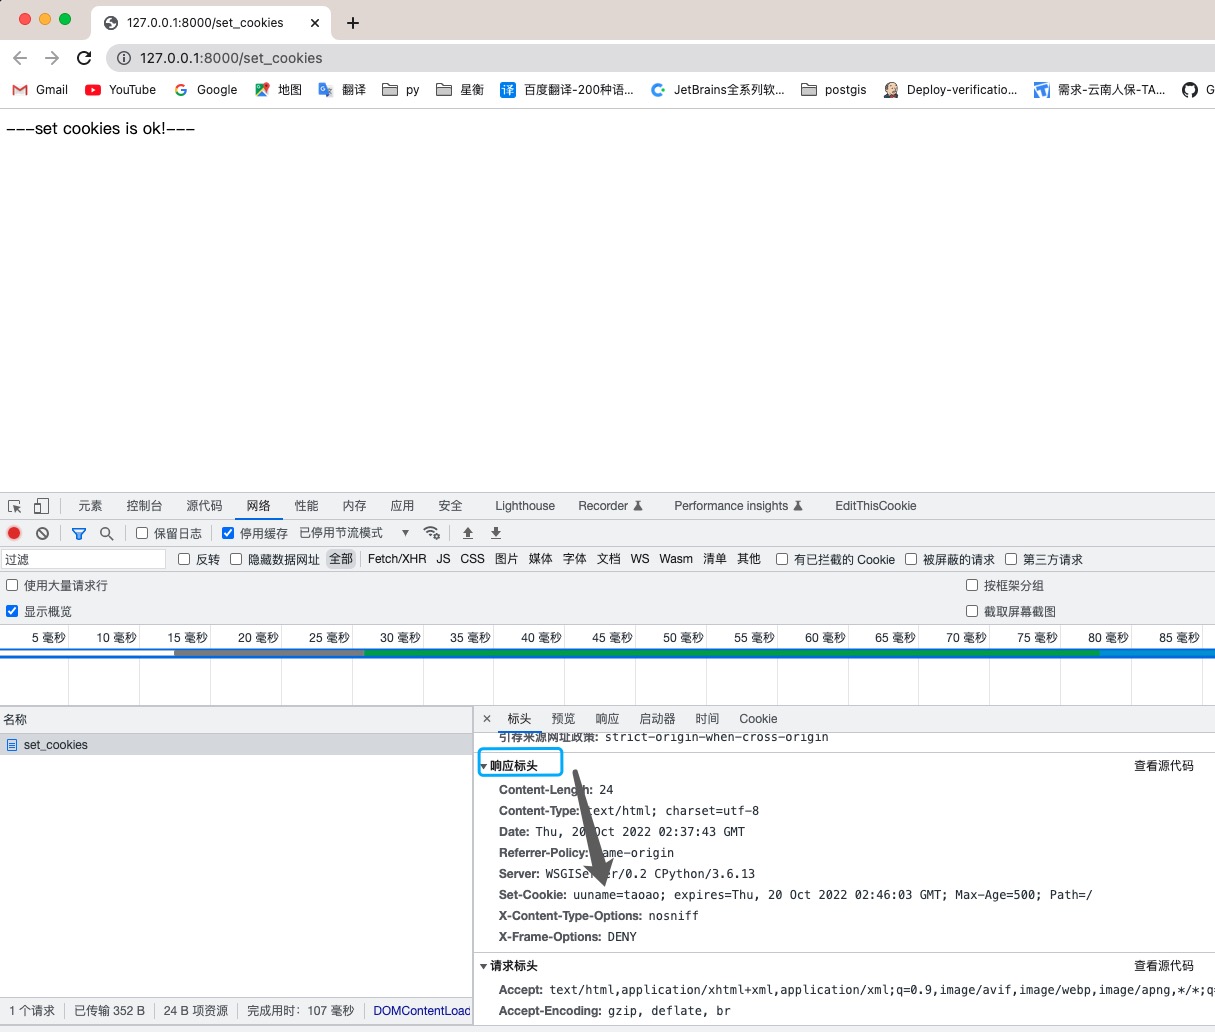 127.0.0.1:8000/set_cookies
127.0.0.1:8000/set_cookies
Gmail YouTube Google 地图 翻译 py 星衡 译 百度翻译-200种语... JetBrains全系列软... postgis Deploy-verificatio... 需求-云南人保-TA... G
---set cookies is ok!---
元素 控制台 源代码 网络 性能 内存 应用 安全 Lighthouse Recorder Performance insights EditThisCookie
保留日志 停用缓存 已停用节流模式
过滤 反转 隐藏数据网址 全部 Fetch/XHR JS CSS 图片 媒体 字体 文档 WS Wasm 清单 其他 有已拦截的 Cookie 被屏蔽的请求 第三方请求
使用大量请求行 按框架分组
显示概览 截取屏幕截图
5 毫秒 10 毫秒 15 毫秒 20 毫秒 25 毫秒 30 毫秒 35 毫秒 40 毫秒 45 毫秒 50 毫秒 55 毫秒 60 毫秒 65 毫秒 70 毫秒 75 毫秒 80 毫秒 85 毫秒
名称 标头 预览 响应 启动器 时间 Cookie
引荐来源网址政策: strict-origin-when-cross-origin
set_cookies
响应标头 查看源代码
Content-Length: 24
Content-Type: text/html; charset=utf-8
Date: Thu, 20 Oct 2022 02:37:43 GMT
Referrer-Policy: same-origin
Server: WSGIServer/0.2 CPython/3.6.13
Set-Cookie: uuname=taoao; expires=Thu, 20 Oct 2022 02:46:03 GMT; Max-Age=500; Path=/
X-Content-Type-Options: nosniff
X-Frame-Options: DENY
请求标头 查看源代码
Accept: text/html,application/xhtml+xml,application/xml;q=0.9,image/avif,image/webp,image/apng,*/*;q
Accept-Encoding: gzip, deflate, br
1 个请求 已传输 352 B 24 B 项资源 完成用时: 107 毫秒 DOMContentLoad